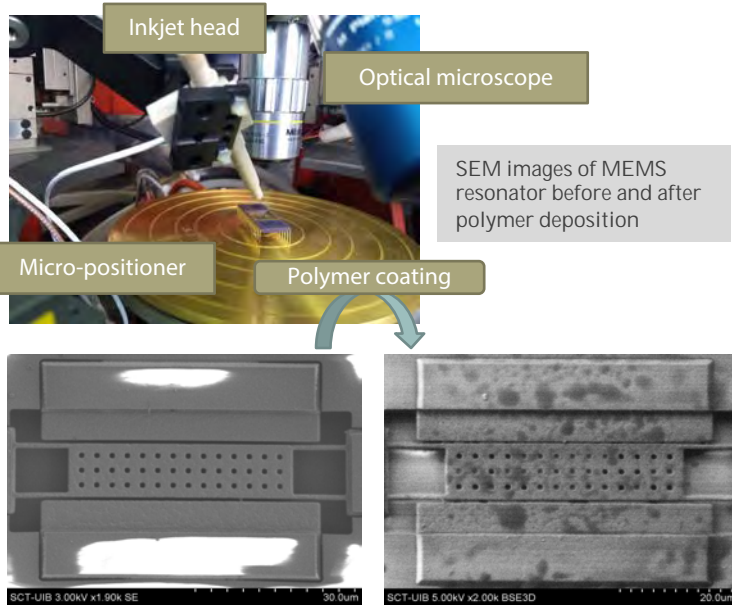 Inkjet head
Optical microscope
SEM images of MEMS
resonator before and after
polymer deposition
Micro-positioner
Polymer coating
SCT-UIB 3.00kV x1.90k SE
30.0um
SCT-UIB 5.00kV x2.00k BSE3D
20.0um